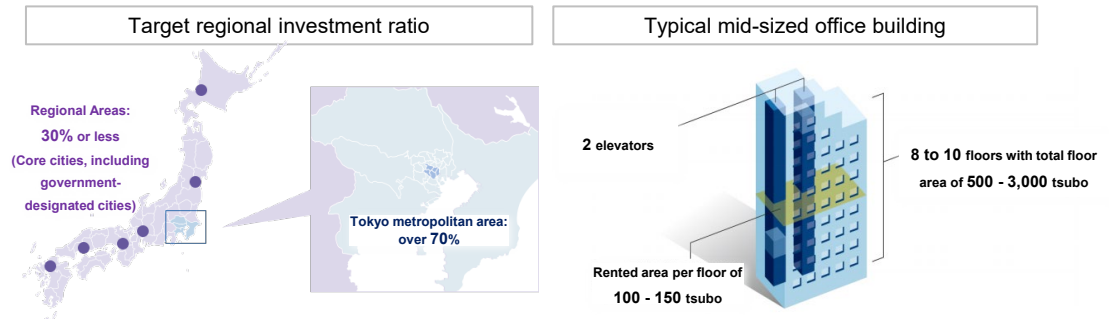 Target regional investment ratio
Regional Areas:
30% or less
(Core cities, including
government-
designated cities)
Tokyo metropolitan area:
over 70%
Typical mid-sized office building
2 elevators
8 to 10 floors with total floor
area of 500 - 3,000 tsubo
Rented area per floor of
100 - 150 tsubo